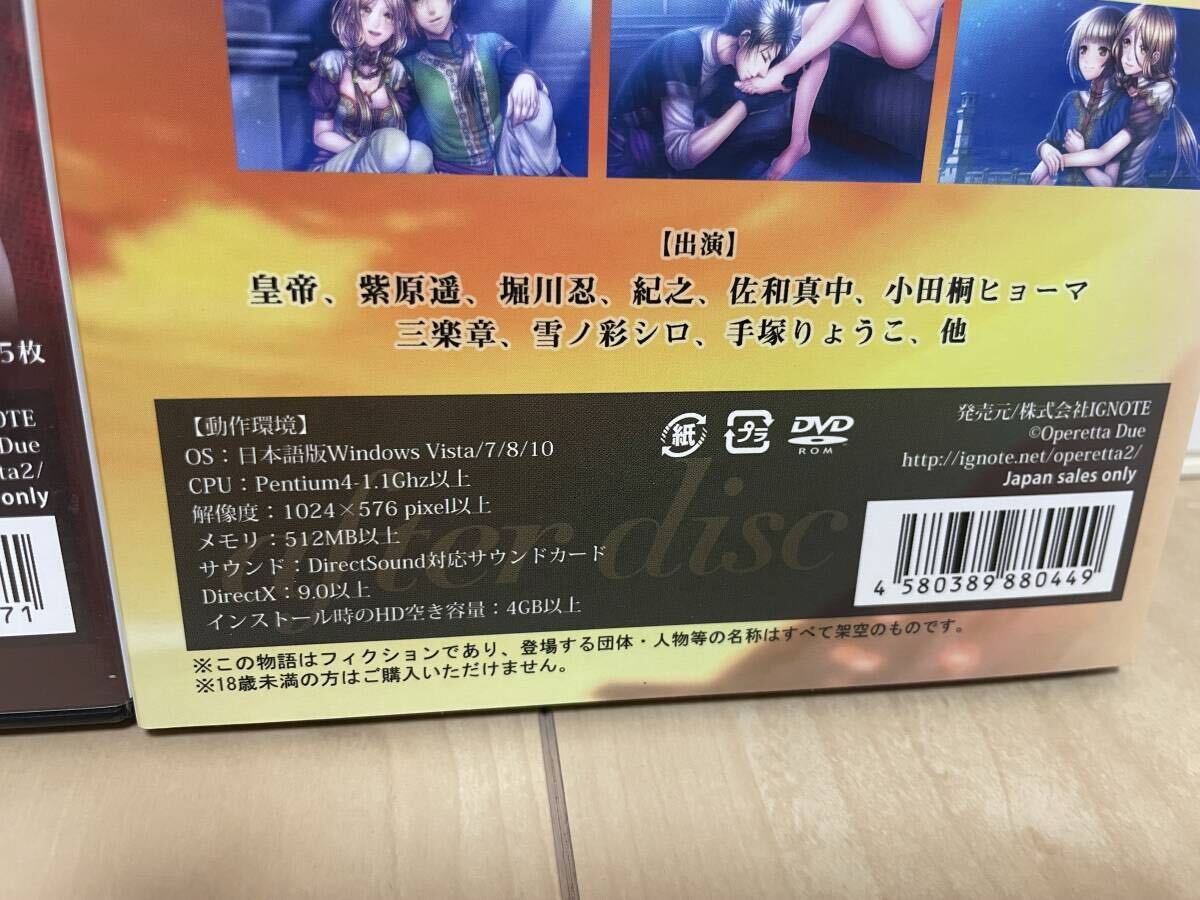 【出演】
皇帝、紫原遥、堀川忍、紀之、佐和真中、小田桐ヒョーマ
三楽章、雪ノ彩シロ、手塚りょうこ、他
5枚
NOTE
Due
ta2/
only
71
【動作環境】
OS：日本語版Windows Vista/7/8/10
CPU：Pentium4-1.1Ghz以上
解像度：1024×576 pixel以上
メモリ：512MB以上
サウンド：DirectSound対応サウンドカード
DirectX：9.0以上
インストール時のHD空き容量：4GB以上
after disc
紙
プラ
DVD
ROM
発売元/株式会社IGNOTE
©Operetta Due
http://ignote.net/operetta2/
Japan sales only
4 580389 880449
※この物語はフィクションであり、登場する団体・人物等の名称はすべて架空のものです。
※18歳未満の方はご購入いただけません。